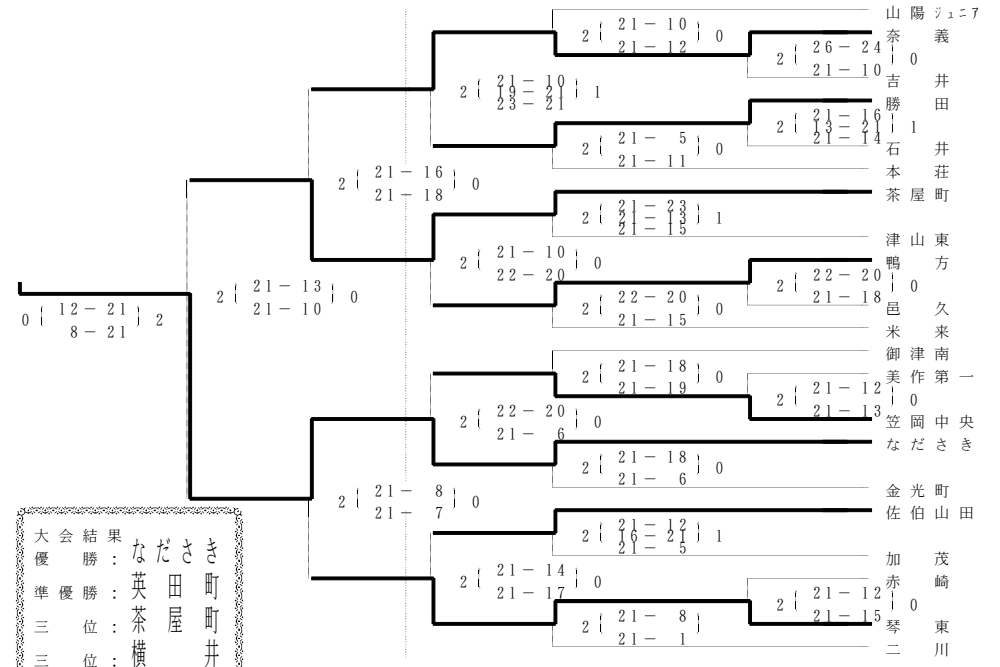 山陽ジュニア
2 21－10 0
21－12
奈義
2 26－24 0
21－10
吉井
2 21－10 1
19－21
23－21
勝田
2 21－16 1
13－21
21－14
石井
2 21－ 5 0
21－11
本荘
2 21－16 0
21－18
茶屋町
2 21－23 1
21－13
21－15
津山東
2 21－10 0
22－20
鴨方
2 22－20 0
21－18
邑久
2 22－20 0
21－15
米来
2 21－13 0
21－10
0 12－21 2
8－21
御津南
2 21－18 0
21－19
美作第一
2 21－12 0
21－13
笠岡中央
2 22－20 0
21－ 6
なださき
2 21－18 0
21－ 6
金光町
2 21－ 8 0
21－ 7
佐伯山田
2 21－12 1
16－21
21－ 5
加茂
2 21－14 0
21－17
赤崎
2 21－12 0
21－15
琴東
2 21－ 8 0
21－ 1
二川
大会結果
優勝：なださき
準優勝：英田町
三位：茶屋町
三位：横井